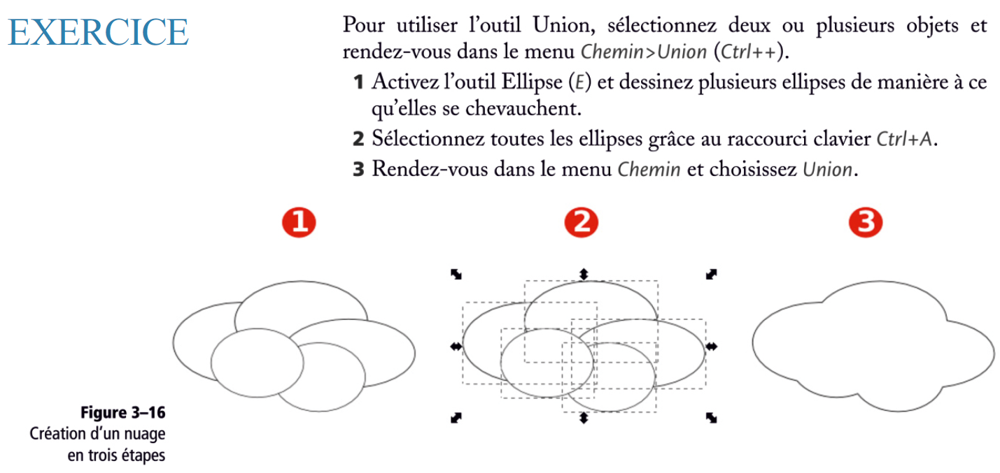 EXERCICE
Pour utiliser l’outil Union, sélectionnez deux ou plusieurs objets et
rendez-vous dans le menu Chemin>Union (Ctrl++).
1 Activez l’outil Ellipse (E) et dessinez plusieurs ellipses de manière à ce
qu’elles se chevauchent.
2 Sélectionnez toutes les ellipses grâce au raccourci clavier Ctrl+A.
3 Rendez-vous dans le menu Chemin et choisissez Union.
1
2
3
Figure 3–16
Création d’un nuage
en trois étapes